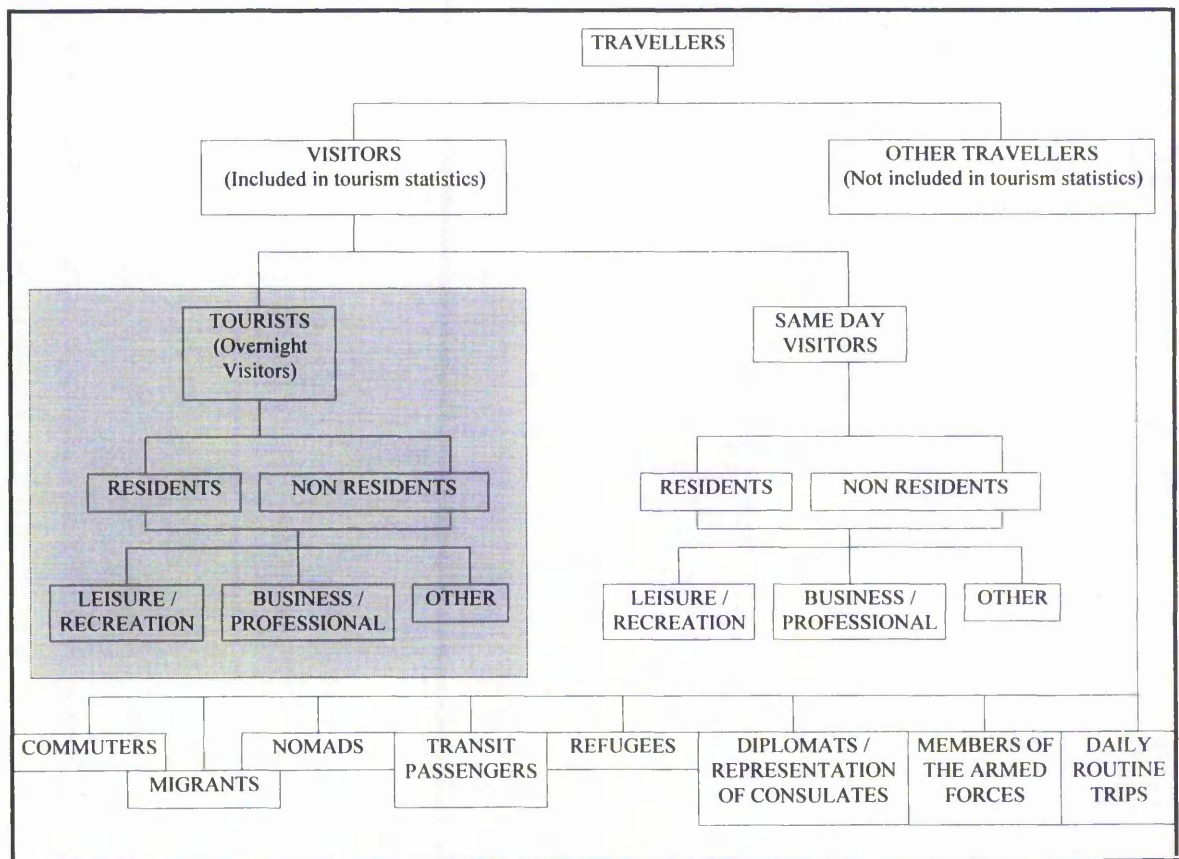 TRAVELLERS
VISITORS
(Included in tourism statistics)
OTHER TRAVELLERS
(Not included in tourism statistics)
TOURISTS
(Overnight
Visitors)
SAME DAY
VISITORS
RESIDENTS
NON RESIDENTS
RESIDENTS
NON RESIDENTS
LEISURE /
RECREATION
BUSINESS /
PROFESSIONAL
OTHER
LEISURE /
RECREATION
BUSINESS /
PROFESSIONAL
OTHER
COMMUTERS
MIGRANTS
NOMADS
TRANSIT
PASSENGERS
REFUGEES
DIPLOMATS /
REPRESENTATION
OF CONSULATES
MEMBERS OF
THE ARMED
FORCES
DAILY
ROUTINE
TRIPS